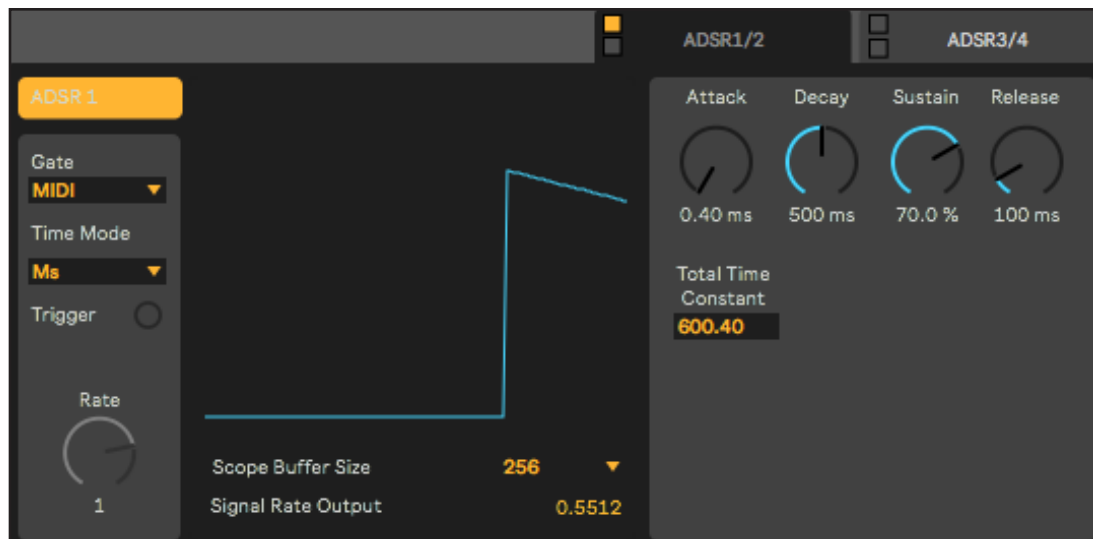 ADSR1/2
ADSR3/4
ADSR 1
Gate
MIDI
Time Mode
Ms
Trigger
Rate
1
Scope Buffer Size 256
Signal Rate Output 0.5512
Attack Decay Sustain Release
0.40 ms 500 ms 70.0 % 100 ms
Total Time
Constant
600.40